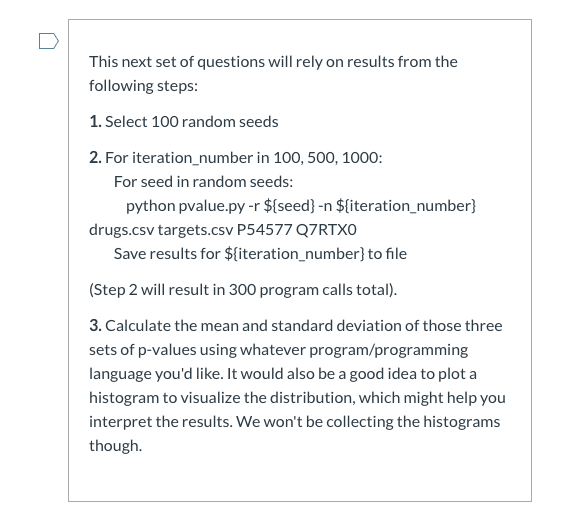 This next set of questions will rely on results from the
following steps:
1. Select 100 random seeds
2. For iteration_number in 100, 500, 1000:
For seed in random seeds:
python pvalue.py -r ${seed} -n ${iteration_number}
drugs.csv targets.csv P54577 Q7RTX0
Save results for ${iteration_number} to file
(Step 2 will result in 300 program calls total).
3. Calculate the mean and standard deviation of those three
sets of p-values using whatever program/programming
language you'd like. It would also be a good idea to plot a
histogram to visualize the distribution, which might help you
interpret the results. We won't be collecting the histograms
though.